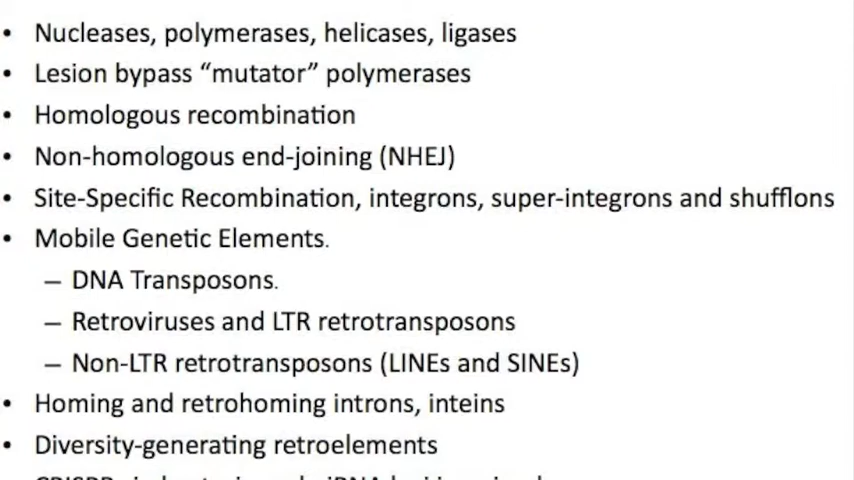 • Nucleases, polymerases, helicases, ligases
• Lesion bypass “mutator” polymerases
• Homologous recombination
• Non-homologous end-joining (NHEJ)
• Site-Specific Recombination, integrons, super-integrons and shufflons
• Mobile Genetic Elements.
– DNA Transposons.
– Retroviruses and LTR retrotransposons
– Non-LTR retrotransposons (LINEs and SINEs)
• Homing and retrohoming introns, inteins
• Diversity-generating retroelements